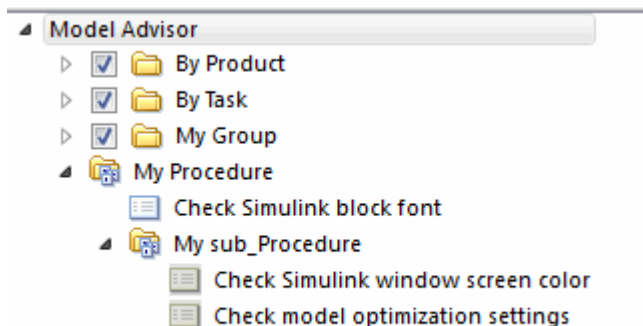 Model Advisor
By Product
By Task
My Group
My Procedure
Check Simulink block font
My sub_Procedure
Check Simulink window screen color
Check model optimization settings